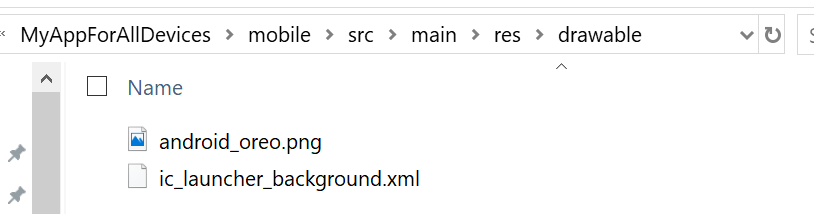 « MyAppForAllDevices > mobile > src > main > res > drawable
Name
android_oreo.png
ic_launcher_background.xml